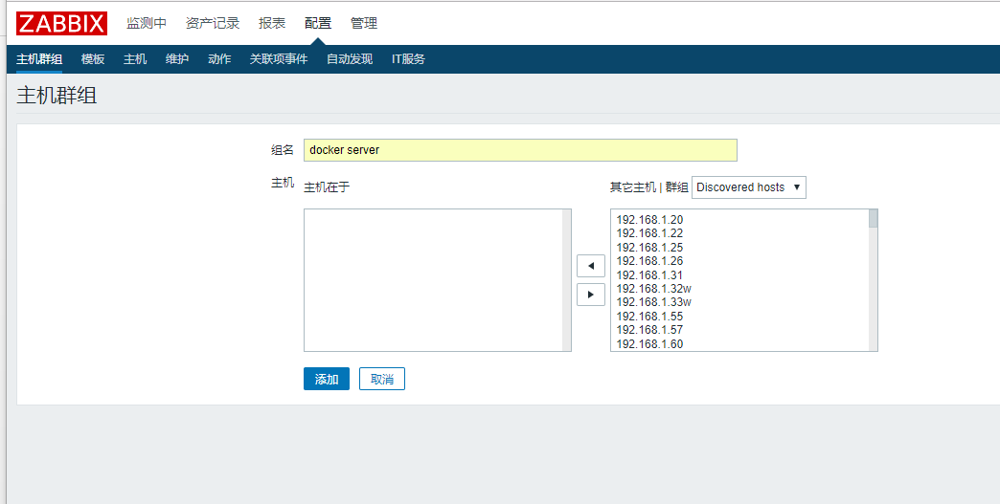 ZABBIX 监测中 资产记录 报表 配置 管理
主机群组 模板 主机 维护 动作 关联项事件 自动发现 IT服务
主机群组
组名 docker server
主机 主机在于 其它主机 | 群组 Discovered hosts
192.168.1.20
192.168.1.22
192.168.1.25
192.168.1.26
192.168.1.31
192.168.1.32w
192.168.1.33w
192.168.1.55
192.168.1.57
192.168.1.60
添加 取消